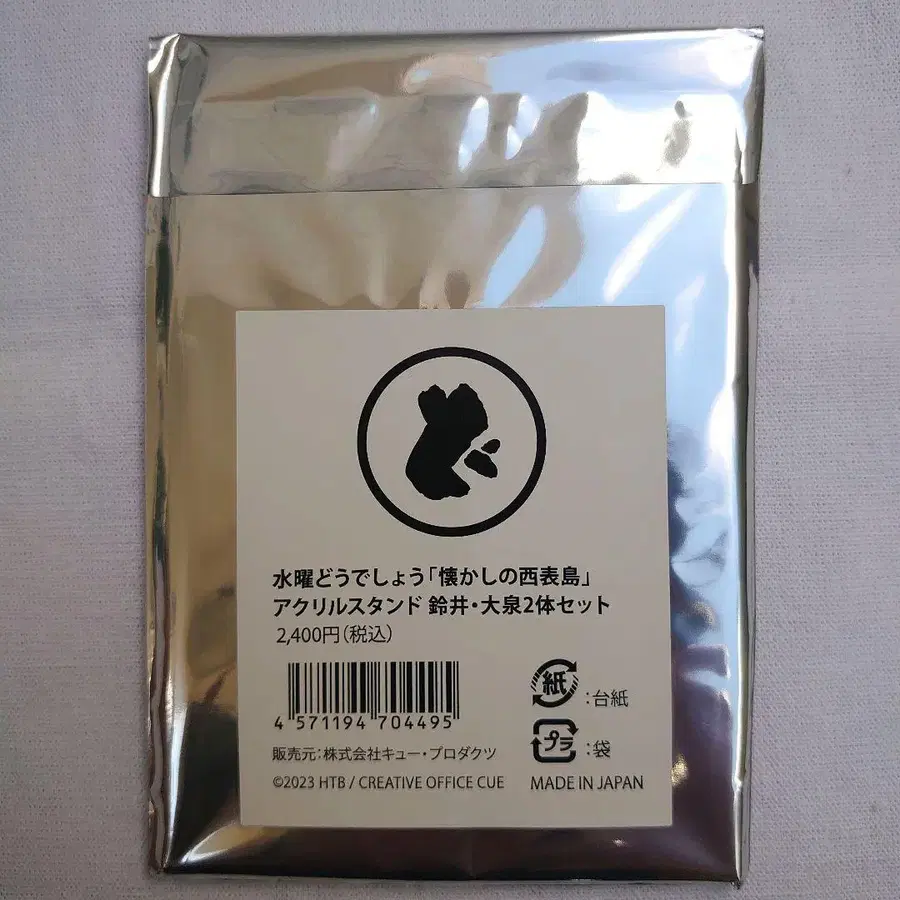 ど
水曜どうでしょう「懐かしの西表島」
アクリルスタンド 鈴井・大泉2体セット
2,400円(税込)
4 571194 704495
紙 :台紙
プラ :袋
販売元:株式会社キュー・プロダクツ
©2023 HTB / CREATIVE OFFICE CUE MADE IN JAPAN